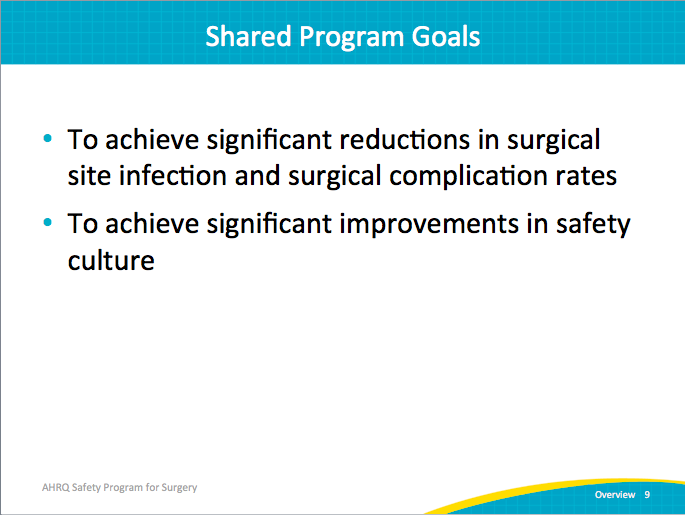 Shared Program Goals
• To achieve significant reductions in surgical
site infection and surgical complication rates
• To achieve significant improvements in safety
culture
AHRQ Safety Program for Surgery
Overview 9